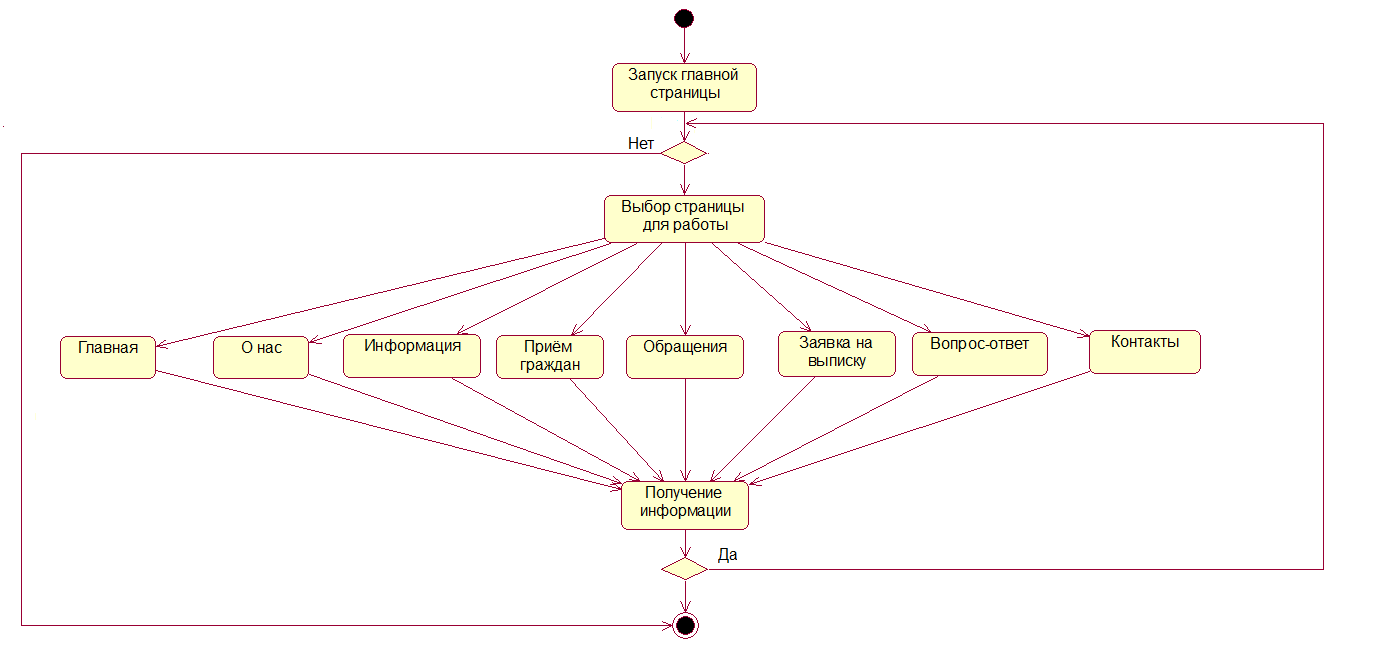 Запуск главной
страницы
Нет
Выбор страницы
для работы
Главная
О нас
Информация
Приём
граждан
Обращения
Заявка на
выписку
Вопрос-ответ
Контакты
Получение
информации
Да